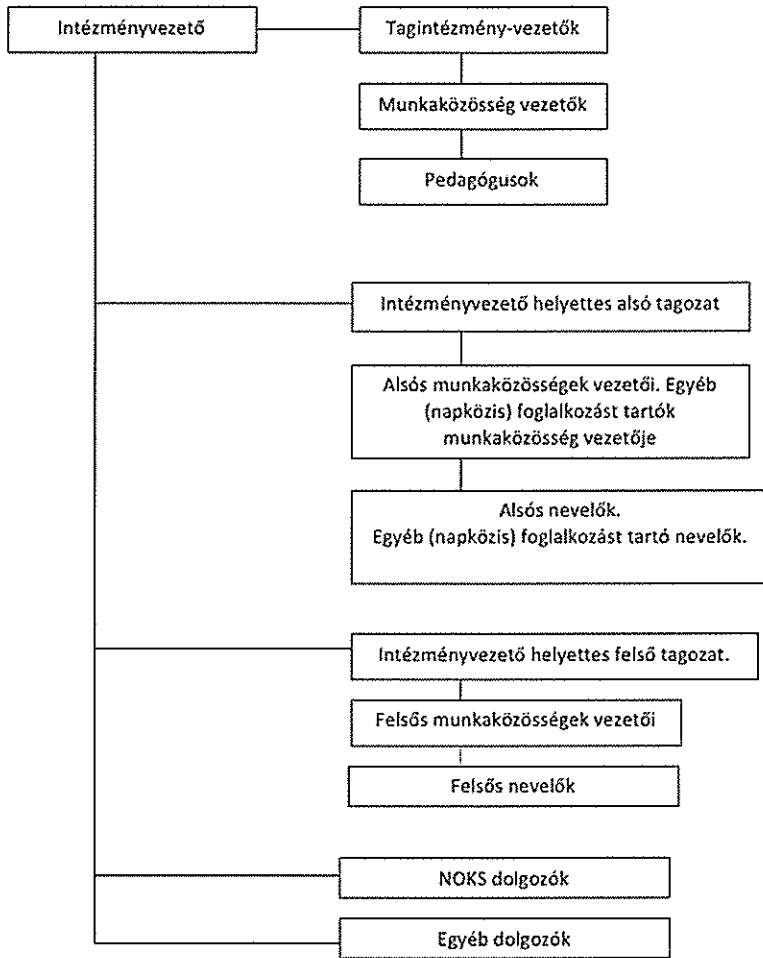 Intézményvezető
Tagintézmény-vezetők
Munkaközösség vezetők
Pedagógusok
Intézményvezető helyettes alsó tagozat
Alsós munkaközösségek vezetői. Egyéb
(napközis) foglalkozást tartók
munkaközösség vezetője
Alsós nevelők.
Egyéb (napközis) foglalkozást tartó nevelők.
Intézményvezető helyettes felső tagozat.
Felsős munkaközösségek vezetői
Felsős nevelők
NOKS dolgozók
Egyéb dolgozók